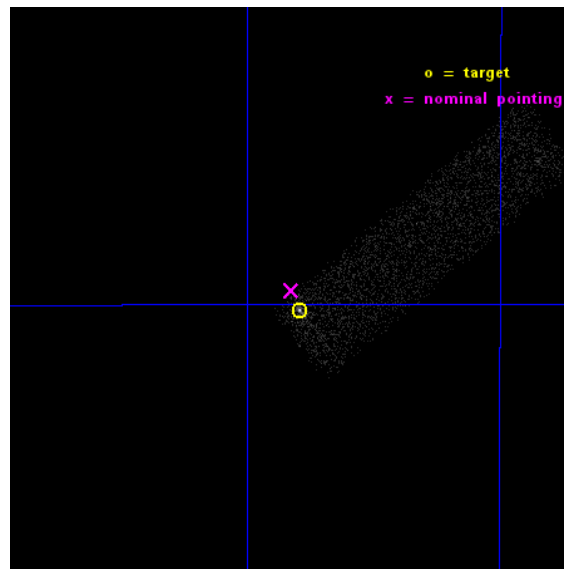 o = target
x = nominal pointing